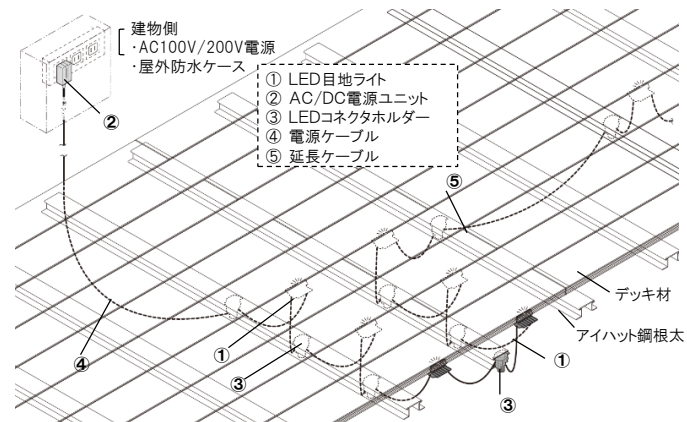 建物側
・AC100V/200V電源
・屋外防水ケース
②
① LED目地ライト
② AC/DC電源ユニット
③ LEDコネクタホルダー
④ 電源ケーブル
⑤ 延長ケーブル
⑤
デッキ材
アイハット鋼根太
④
①
③
①
③